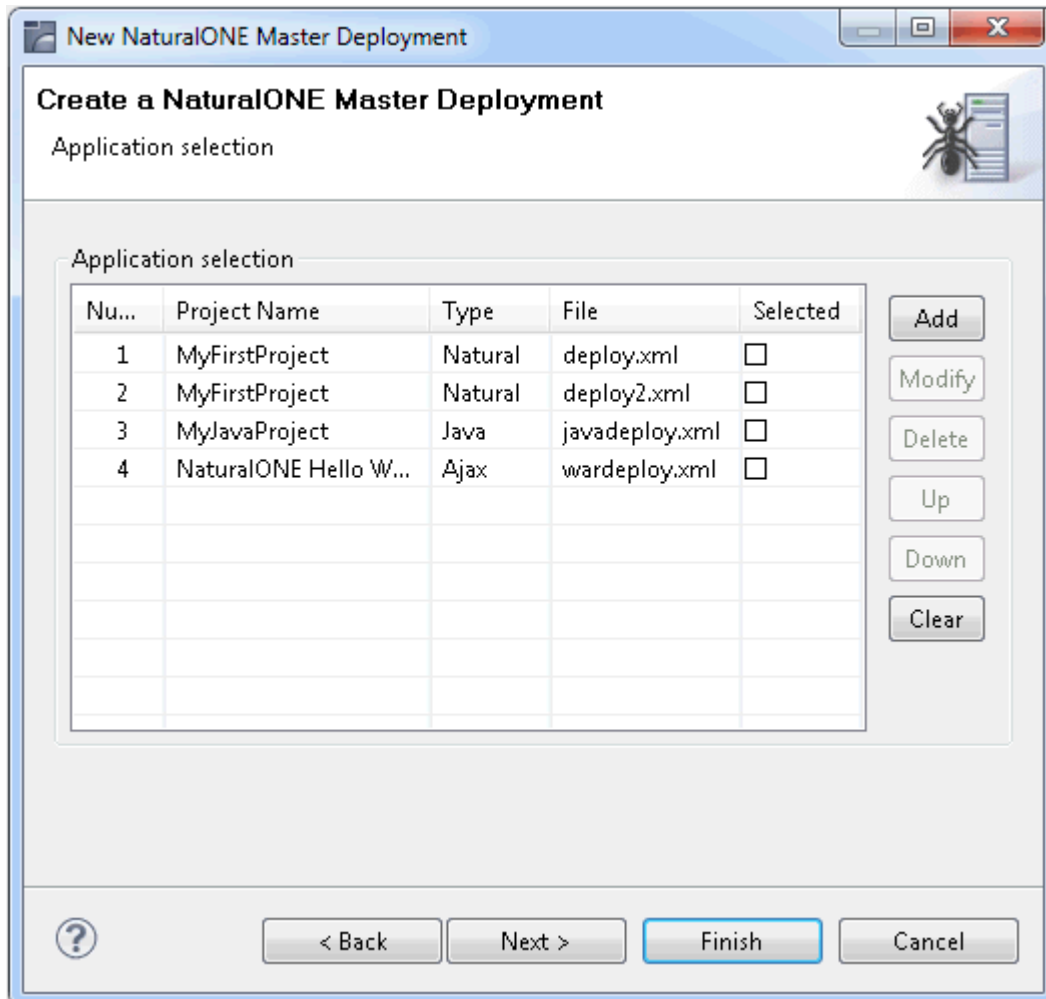 New NaturalONE Master Deployment
Create a NaturalONE Master Deployment
Application selection
Application selection
Nu... Project Name Type File Selected
1 MyFirstProject Natural deploy.xml
2 MyFirstProject Natural deploy2.xml
3 MyJavaProject Java javadeploy.xml
4 NaturalONE Hello W... Ajax wardeploy.xml
Add
Modify
Delete
Up
Down
Clear
? < Back Next > Finish Cancel